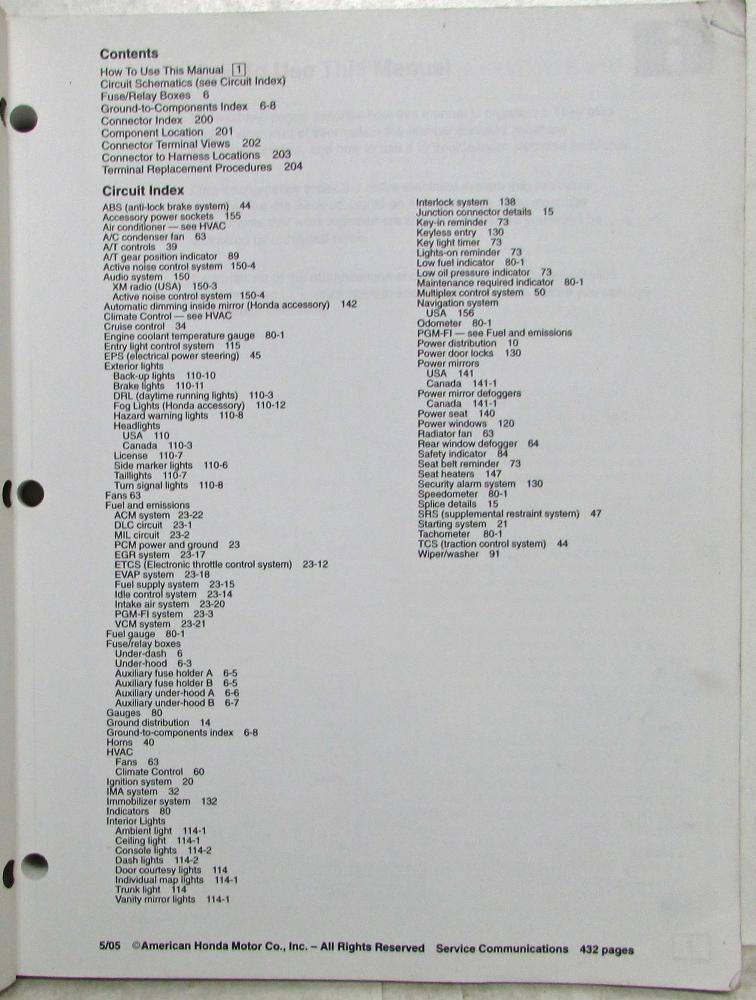 Contents
How To Use This Manual 1
Circuit Schematics (see Circuit Index)
Fuse/Relay Boxes 6
Ground-to-Components Index 6-8
Connector Index 200
Component Location 201
Connector Terminal Views 202
Connector to Harness Locations 203
Terminal Replacement Procedures 204
Circuit Index
ABS (anti-lock brake system) 44
Accessory power sockets 155
Air conditioner — see HVAC
A/C condenser fan 63
A/T controls 39
A/T gear position indicator 89
Active noise control system 150-4
Audio system 150
XM radio (USA) 150-3
Active noise control system 150-4
Automatic dimming inside mirror (Honda accessory) 142
Climate Control — see HVAC
Cruise control 34
Engine coolant temperature gauge 80-1
Entry light control system 115
EPS (electrical power steering) 45
Exterior lights
Back-up lights 110-10
Brake lights 110-11
DRL (daytime running lights) 110-3
Fog Lights (Honda accessory) 110-12
Hazard warning lights 110-8
Headlights
USA 110
Canada 110-3
License 110-7
Side marker lights 110-6
Taillights 110-7
Turn signal lights 110-8
Fans 63
Fuel and emissions
ACM system 23-22
DLC circuit 23-1
MIL circuit 23-2
PCM power and ground 23
EGR system 23-17
ETCS (Electronic throttle control system) 23-12
EVAP system 23-18
Fuel supply system 23-15
Idle control system 23-14
Intake air system 23-20
PGM-FI system 23-3
VCM system 23-21
Fuel gauge 80-1
Fuse/relay boxes
Under-dash 6
Under-hood 6-3
Auxiliary fuse holder A 6-5
Auxiliary fuse holder B 6-5
Auxiliary under-hood A 6-6
Auxiliary under-hood B 6-7
Gauges 80
Ground distribution 14
Ground-to-components index 6-8
Horns 40
HVAC
Fans 63
Climate Control 60
Ignition system 20
IMA system 32
Immobilizer system 132
Indicators 80
Interior Lights
Ambient light 114-1
Ceiling light 114-1
Console lights 114-2
Dash lights 114-2
Door courtesy lights 114
Individual map lights 114-1
Trunk light 114
Vanity mirror lights 114-1
Interlock system 138
Junction connector details 15
Key-in reminder 73
Keyless entry 130
Key light timer 73
Lights-on reminder 73
Low fuel indicator 80-1
Low oil pressure indicator 73
Maintenance required indicator 80-1
Multiplex control system 50
Navigation system
USA 156
Odometer 80-1
PGM-FI — see Fuel and emissions
Power distribution 10
Power door locks 130
Power mirrors
USA 141
Canada 141-1
Power mirror defoggers
Canada 141-1
Power seat 140
Power windows 120
Radiator fan 63
Rear window defogger 64
Safety indicator 84
Seat belt reminder 73
Seat heaters 147
Security alarm system 130
Speedometer 80-1
Splice details 15
SRS (supplemental restraint system) 47
Starting system 21
Tachometer 80-1
TCS (traction control system) 44
Wiper/washer 91
5/05 ©American Honda Motor Co., Inc. – All Rights Reserved Service Communications 432 pages